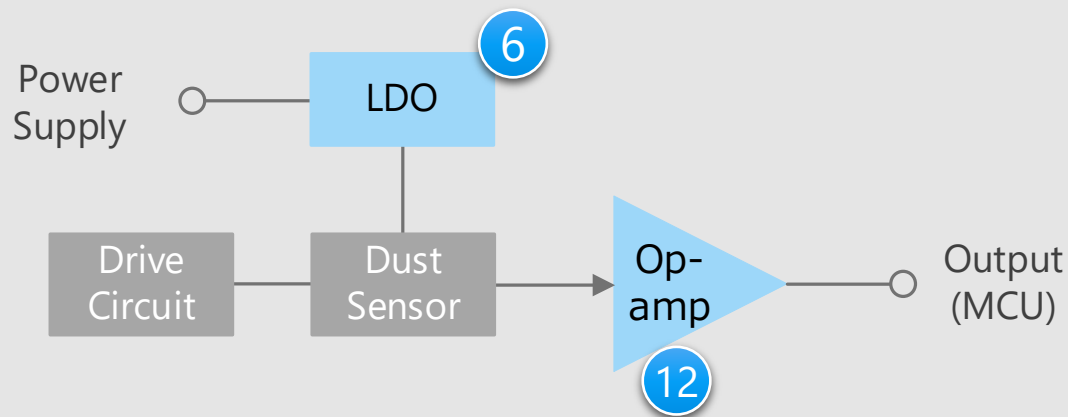 6
Power
Supply
LDO
Drive
Circuit
Dust
Sensor
Op-
amp
Output
(MCU)
12